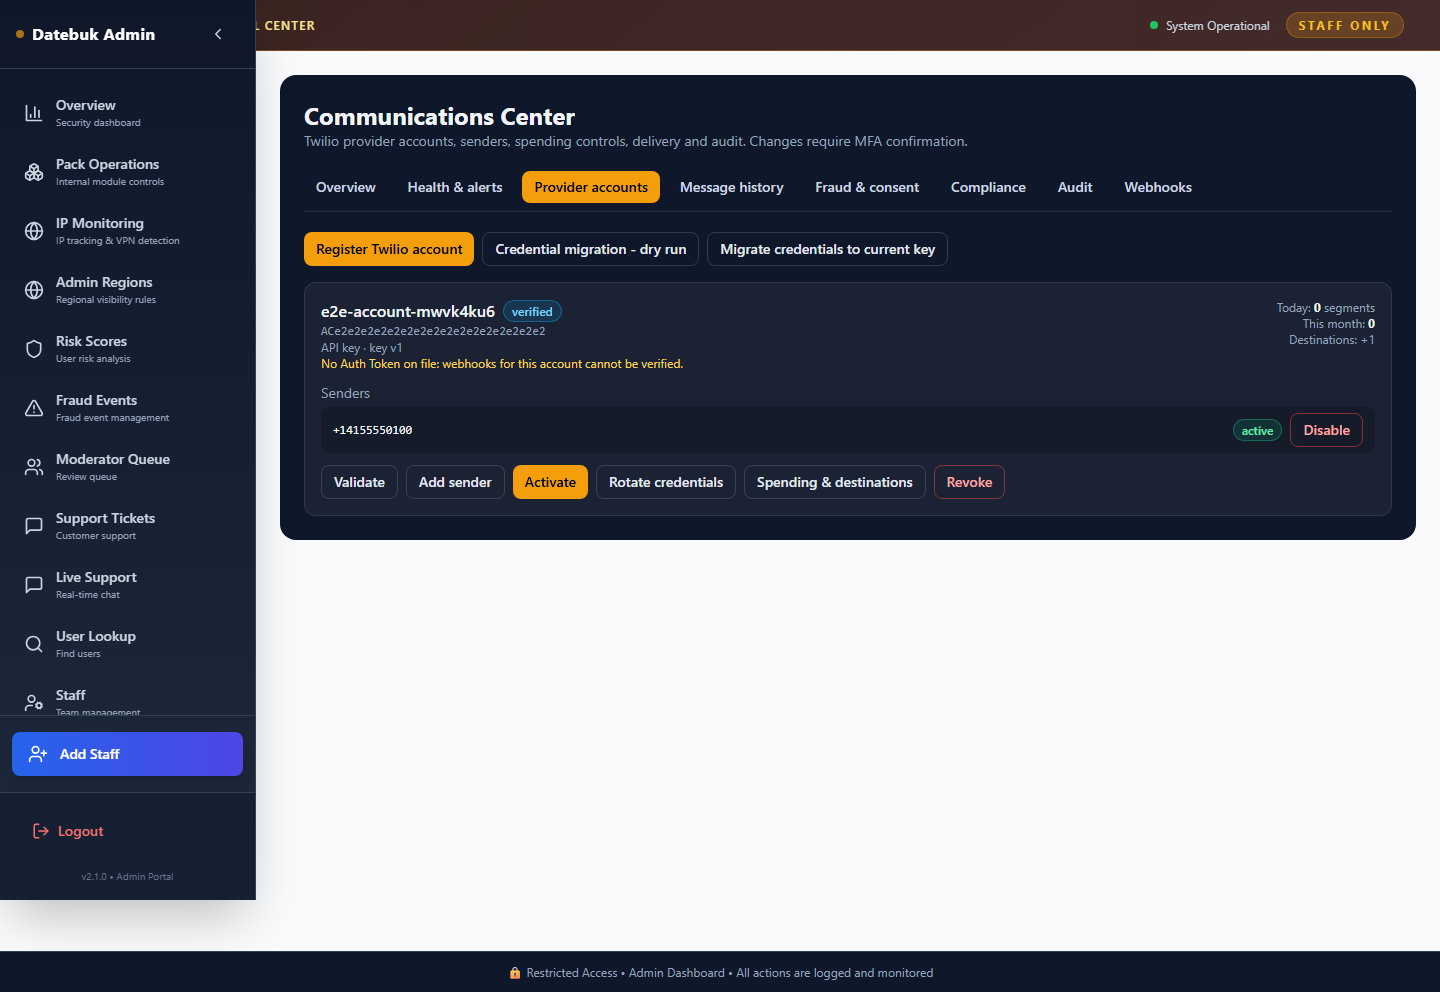 Datebuk Admin
L CENTER
System Operational
STAFF ONLY
Overview
Security dashboard
Pack Operations
Internal module controls
IP Monitoring
IP tracking & VPN detection
Admin Regions
Regional visibility rules
Risk Scores
User risk analysis
Fraud Events
Fraud event management
Moderator Queue
Review queue
Support Tickets
Customer support
Live Support
Real-time chat
User Lookup
Find users
Staff
Team management
Add Staff
Logout
v2.1.0 • Admin Portal
Communications Center
Twilio provider accounts, senders, spending controls, delivery and audit. Changes require MFA confirmation.
Overview Health & alerts Provider accounts Message history Fraud & consent Compliance Audit Webhooks
Register Twilio account Credential migration - dry run Migrate credentials to current key
e2e-account-mwvk4ku6 verified
ACe2e2e2e2e2e2e2e2e2e2e2e2e2e2e2e2
API key · key v1
No Auth Token on file: webhooks for this account cannot be verified.
Today: 0 segments
This month: 0
Destinations: +1
Senders
+14155550100 active Disable
Validate Add sender Activate Rotate credentials Spending & destinations Revoke
🔒 Restricted Access • Admin Dashboard • All actions are logged and monitored